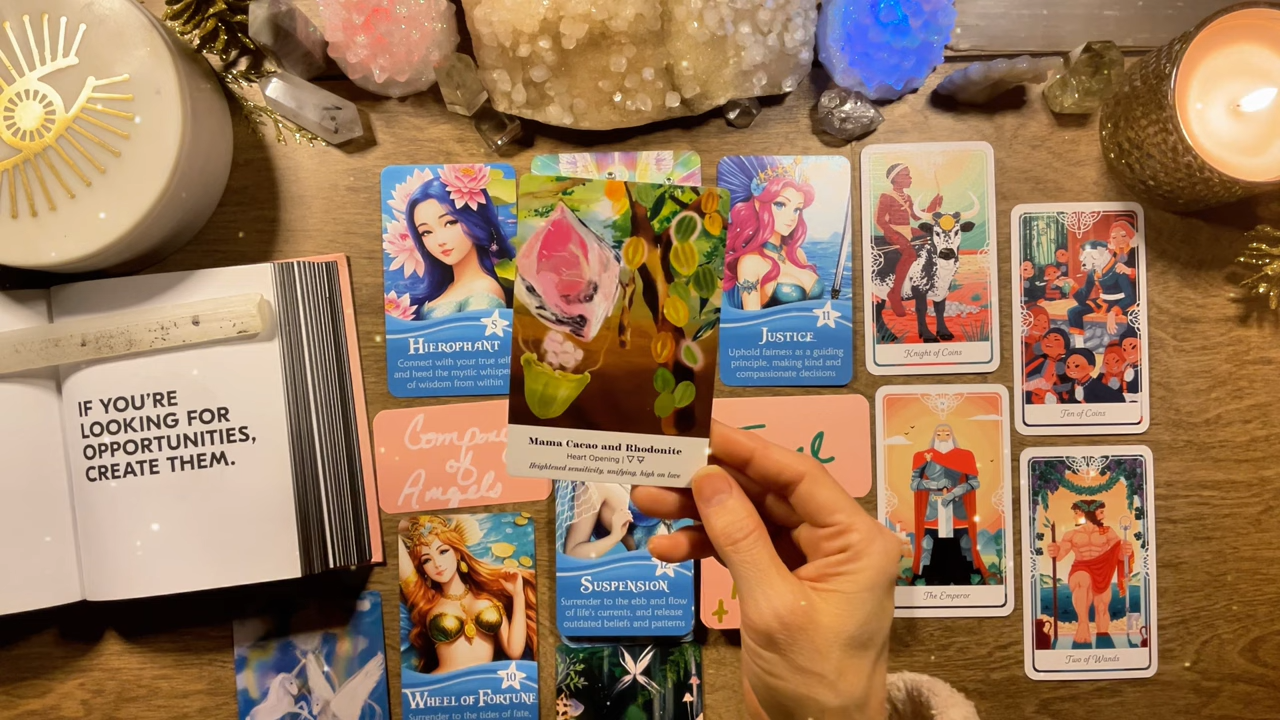 IF YOU'RE
LOOKING FOR
OPPORTUNITIES,
CREATE THEM.
5
HIEROPHANT
Connect with your true self
and heed the mystic whispers
of wisdom from within
Mama Cacao and Rhodonite
Heart Opening |
Heightened sensitivity, unifying, high on love
11
JUSTICE
Uphold fairness as a guiding
principle, making kind and
compassionate decisions
Knight of Coins
Ten of Coins
of
Angels
10
WHEEL OF FORTUNE
Surrender to the tides of fate,
12
SUSPENSION
Surrender to the ebb and flow
of life's currents, and release
outdated beliefs and patterns
The Emperor
Two of Wands